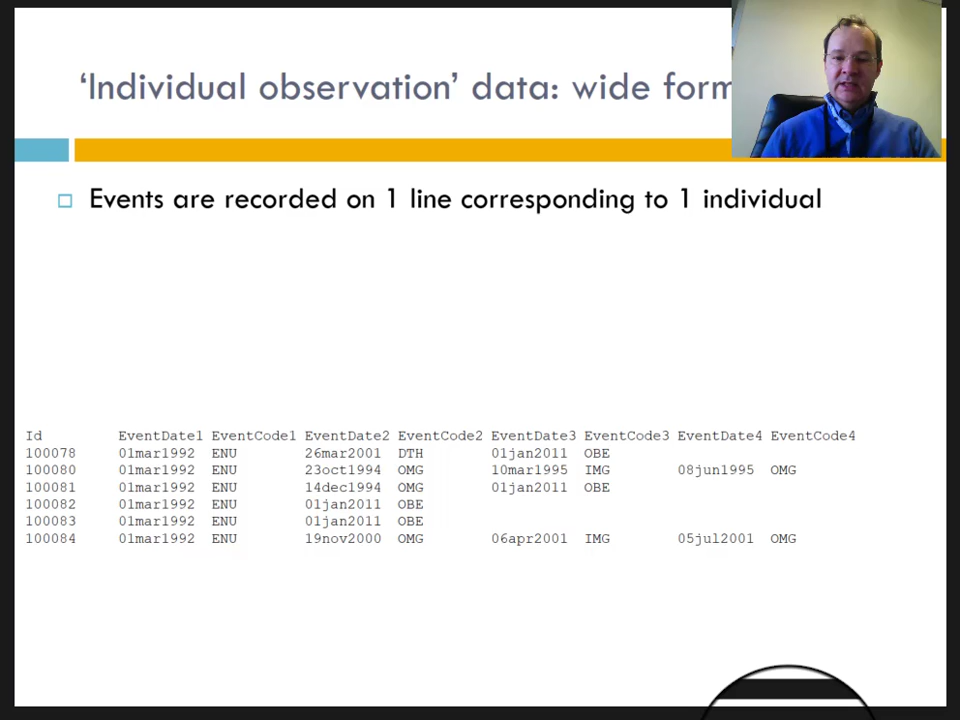 ‘Individual observation’ data: wide form
Events are recorded on 1 line corresponding to 1 individual
Id EventDate1 EventCode1 EventDate2 EventCode2 EventDate3 EventCode3 EventDate4 EventCode4
100078 01mar1992 ENU 26mar2001 DTH 01jan2011 OBE
100080 01mar1992 ENU 23oct1994 OMG 10mar1995 IMG 08jun1995 OMG
100081 01mar1992 ENU 14dec1994 OMG 01jan2011 OBE
100082 01mar1992 ENU 01jan2011 OBE
100083 01mar1992 ENU 01jan2011 OBE
100084 01mar1992 ENU 19nov2000 OMG 06apr2001 IMG 05jul2001 OMG